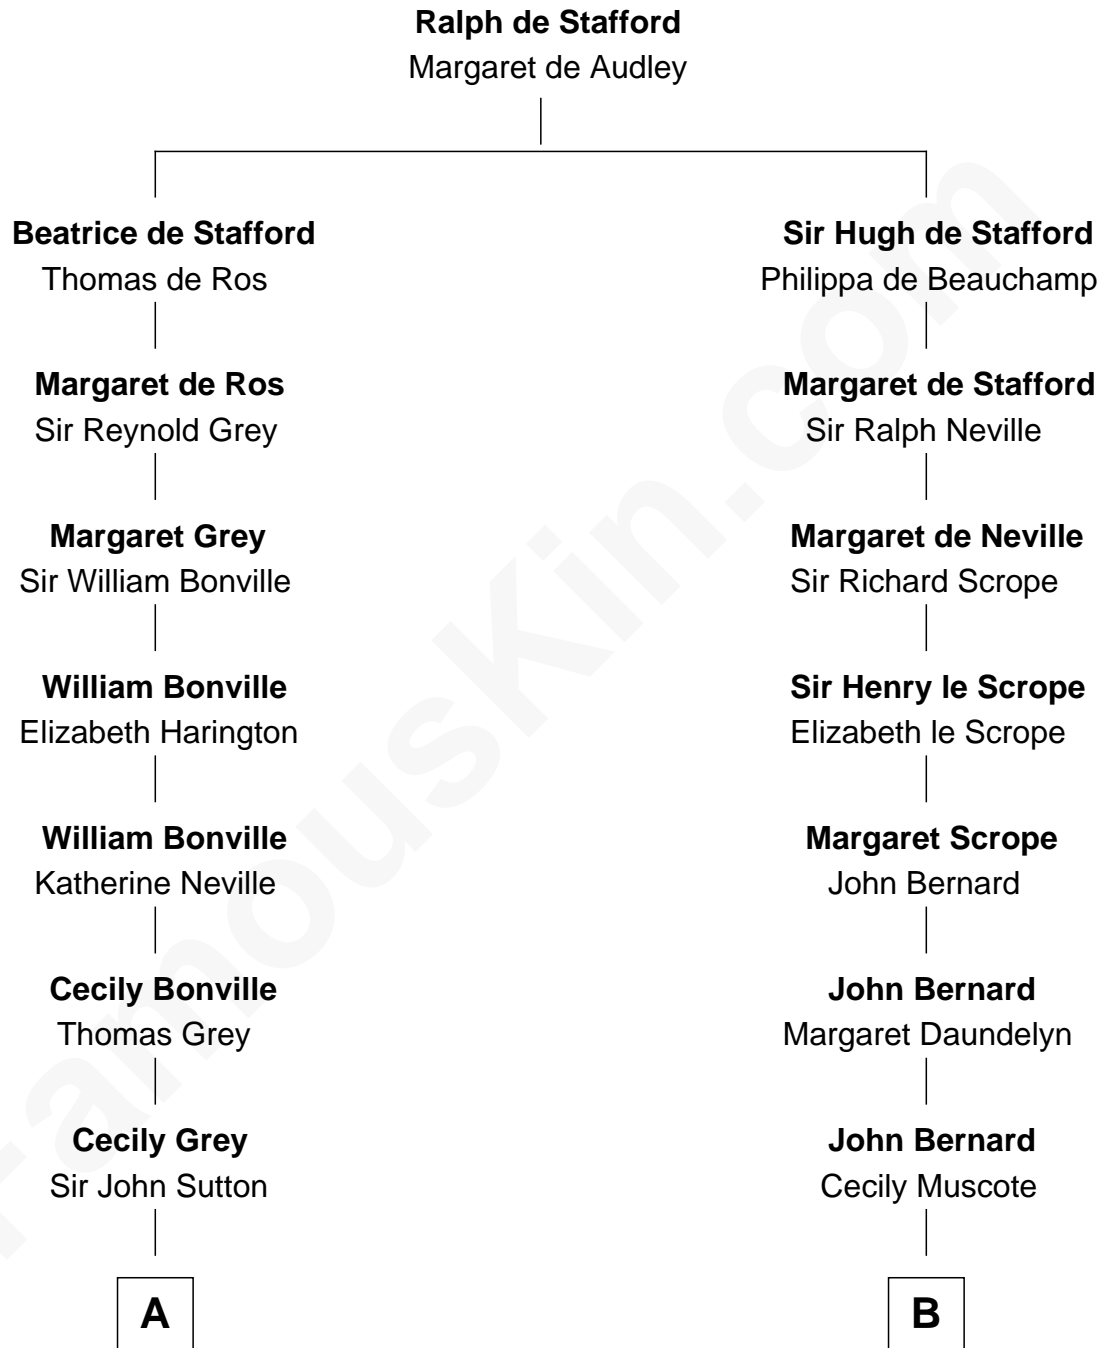 Ralph de Stafford
Margaret de Audley
Beatrice de Stafford
Thomas de Ros
Sir Hugh de Stafford
Philippa de Beauchamp
Margaret de Ros
Sir Reynold Grey
Margaret de Stafford
Sir Ralph Neville
Margaret Grey
Sir William Bonville
Margaret de Neville
Sir Richard Scrope
William Bonville
Elizabeth Harington
Sir Henry le Scrope
Elizabeth le Scrope
William Bonville
Katherine Neville
Margaret Scrope
John Bernard
Cecily Bonville
Thomas Grey
John Bernard
Margaret Daundelyn
Cecily Grey
Sir John Sutton
John Bernard
Cecily Muscote
A
B
FamousKin.com